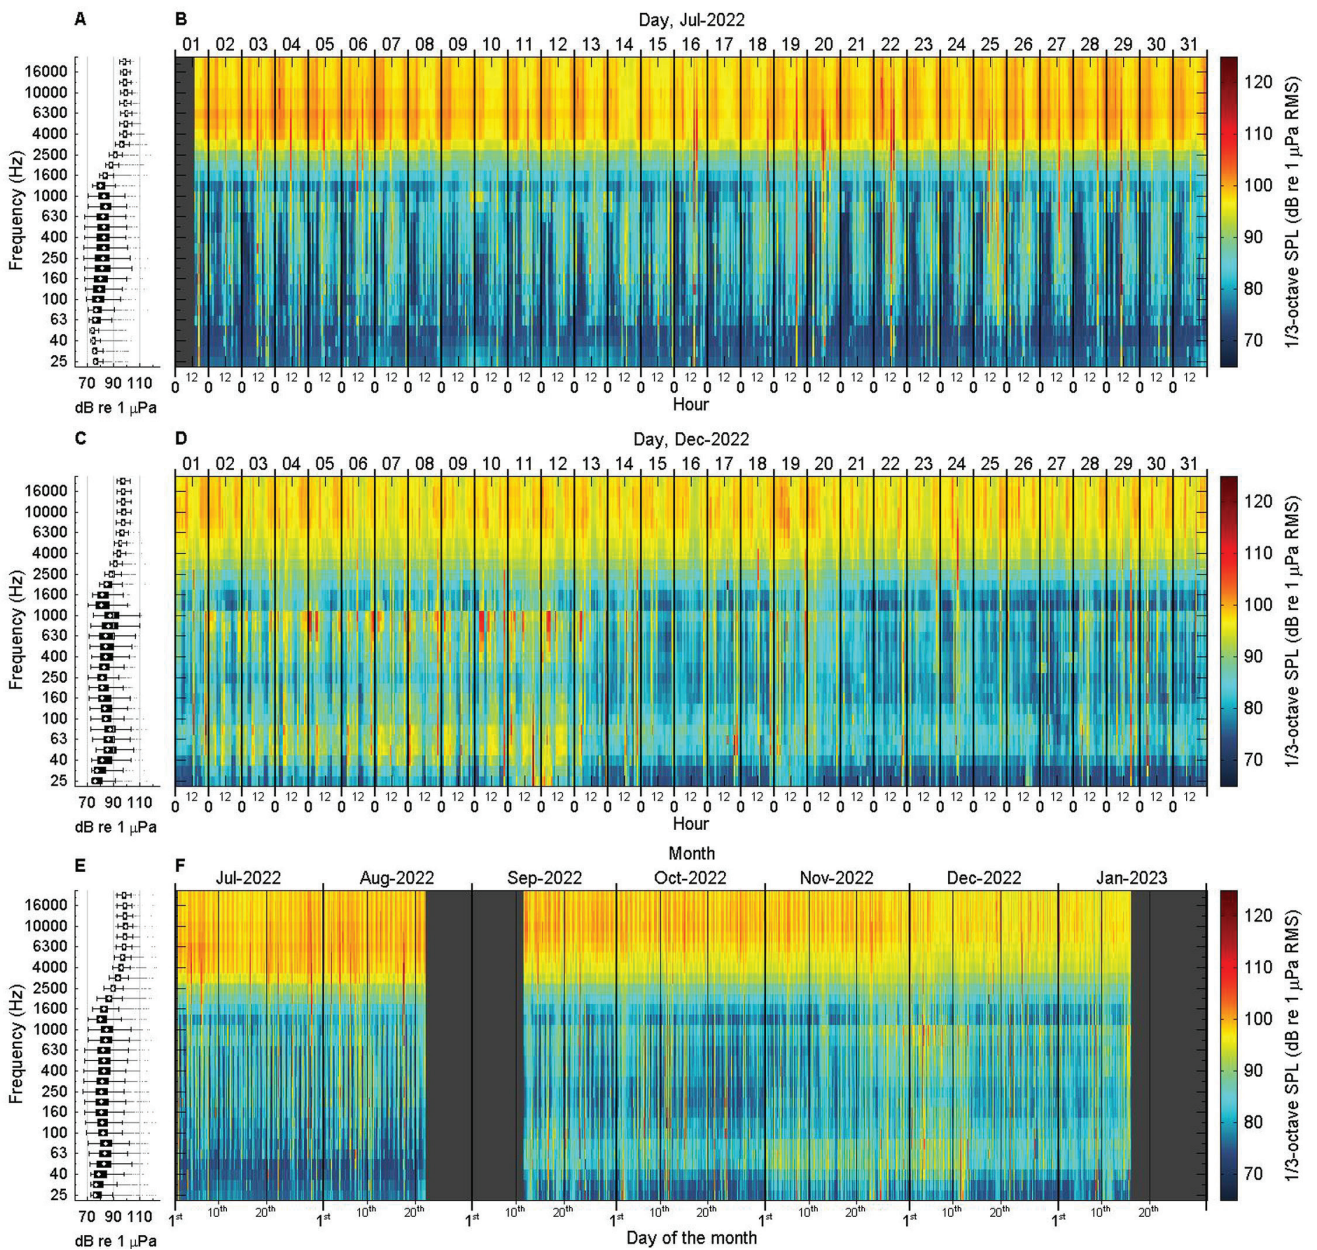 A
B
Day, Jul-2022
01 02 03 04 05 06 07 08 09 10 11 12 13 14 15 16 17 18 19 20 21 22 23 24 25 26 27 28 29 30 31
Frequency (Hz)
16000
10000
6300
4000
2500
1600
1000
630
400
250
160
100
63
40
25
70 90 110
dB re 1 μPa
0 12 0 12 0 12 0 12 0 12 0 12 0 12 0 12 0 12 0 12 0 12 0 12 0 12 0 12 0 12 0 12 0 12 0 12 0 12 0 12 0 12 0 12 0 12 0 12 0 12 0 12 0 12 0 12 0 12 0 12 0 12
Hour
120
110
100
90
80
70
1/3-octave SPL (dB re 1 μPa RMS)
C
D
Day, Dec-2022
01 02 03 04 05 06 07 08 09 10 11 12 13 14 15 16 17 18 19 20 21 22 23 24 25 26 27 28 29 30 31
Frequency (Hz)
16000
10000
6300
4000
2500
1600
1000
630
400
250
160
100
63
40
25
70 90 110
dB re 1 μPa
0 12 0 12 0 12 0 12 0 12 0 12 0 12 0 12 0 12 0 12 0 12 0 12 0 12 0 12 0 12 0 12 0 12 0 12 0 12 0 12 0 12 0 12 0 12 0 12 0 12 0 12 0 12 0 12 0 12 0 12 0 12
Hour
120
110
100
90
80
70
1/3-octave SPL (dB re 1 μPa RMS)
E
F
Month
Jul-2022 Aug-2022 Sep-2022 Oct-2022 Nov-2022 Dec-2022 Jan-2023
Frequency (Hz)
16000
10000
6300
4000
2500
1600
1000
630
400
250
160
100
63
40
25
70 90 110
dB re 1 μPa
1st 10th 20th 1st 10th 20th 1st 10th 20th 1st 10th 20th 1st 10th 20th 1st 10th 20th 1st 10th 20th
Day of the month
120
110
100
90
80
70
1/3-octave SPL (dB re 1 μPa RMS)